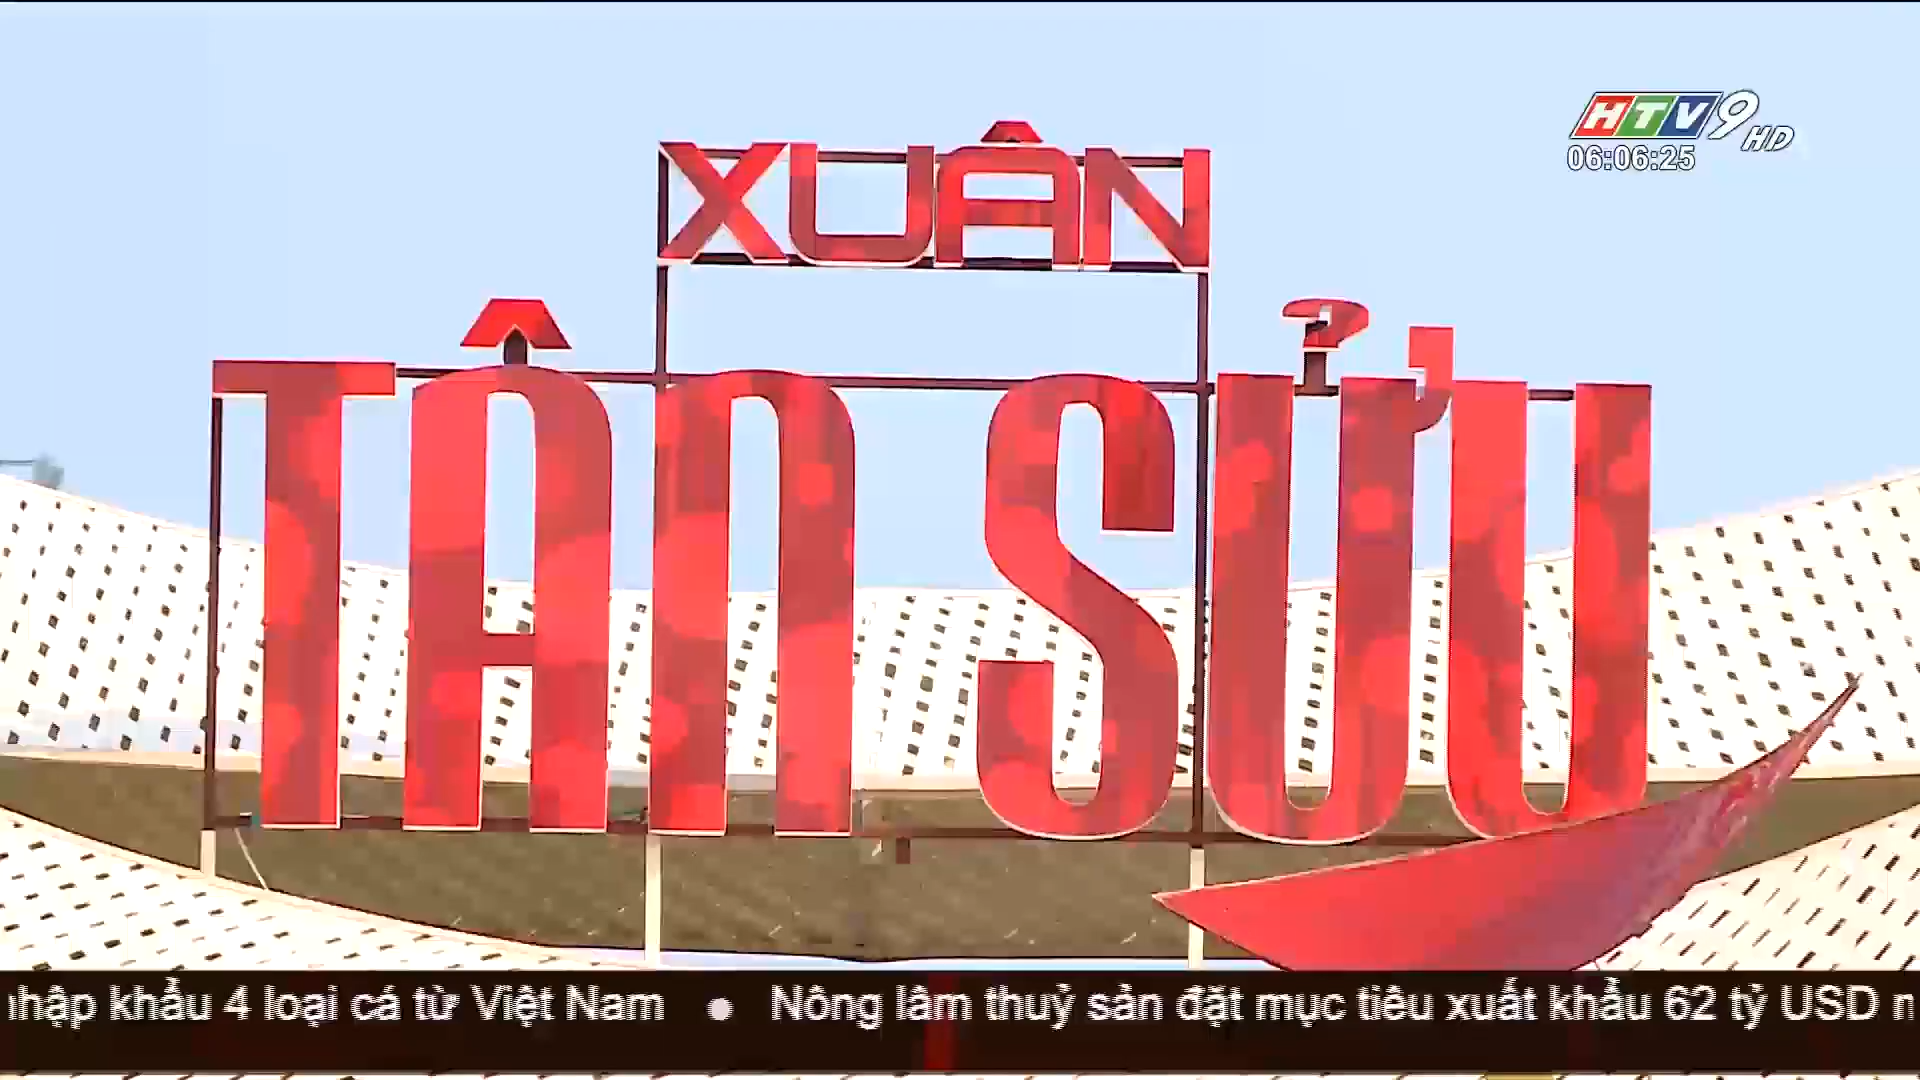 HTV9 HD
06:06:25
XUÂN
TÂN SỬU
nhập khẩu 4 loại cá từ Việt Nam ● Nông lâm thuỷ sản đặt mục tiêu xuất khẩu 62 tỷ USD